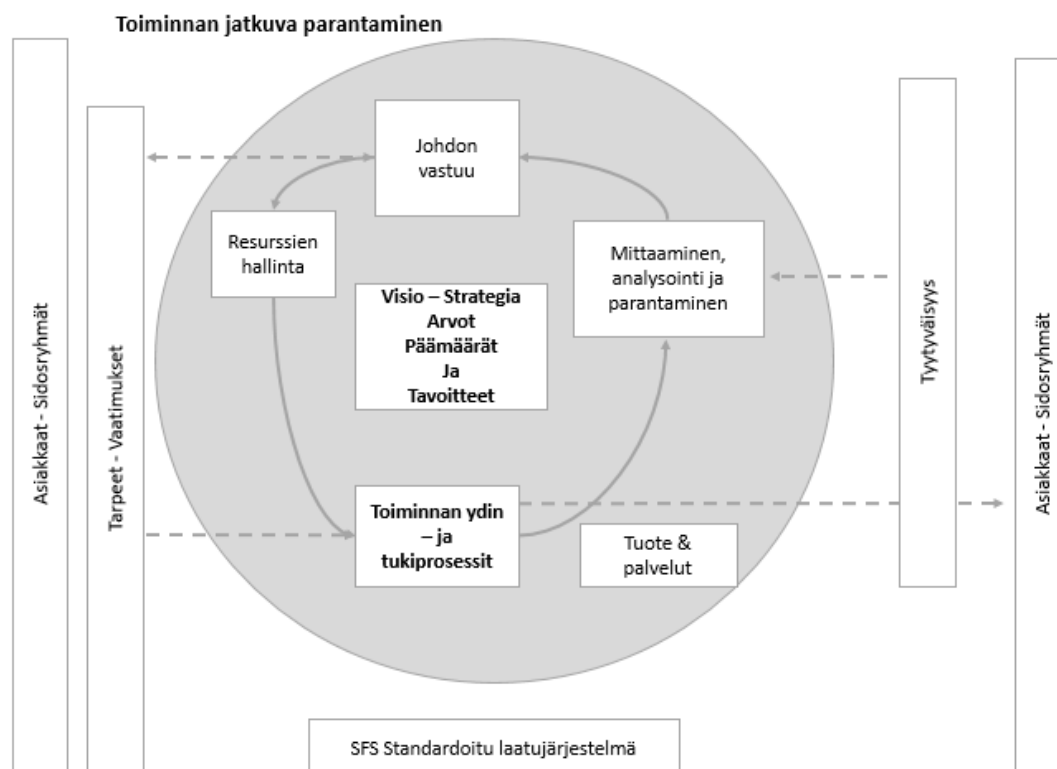 Toiminnan jatkuva parantaminen
Asiakkaat - Sidosryhmät
Tarpeet - Vaatimukset
Johdon
vastuu
Resurssien
hallinta
Mittaaminen,
analysointi ja
parantaminen
Visio – Strategia
Arvot
Päämäärät
Ja
Tavoitteet
Toiminnan ydin
– ja
tukiprosessit
Tuote &
palvelut
Tyytyväisyys
Asiakkaat - Sidosryhmät
SFS Standardoitu laatujärjestelmä